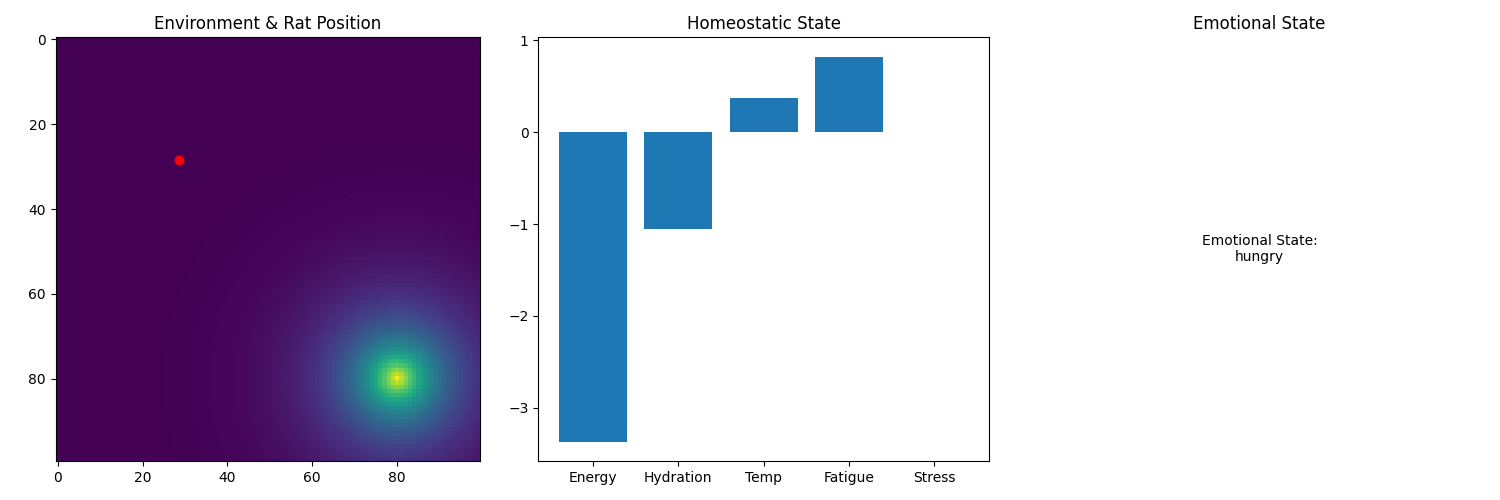 Environment & Rat Position
0
20
40
60
80
0
20
40
60
80
Homeostatic State
1
0
−1
−2
−3
Energy
Hydration
Temp
Fatigue
Stress
Emotional State
Emotional State:
hungry